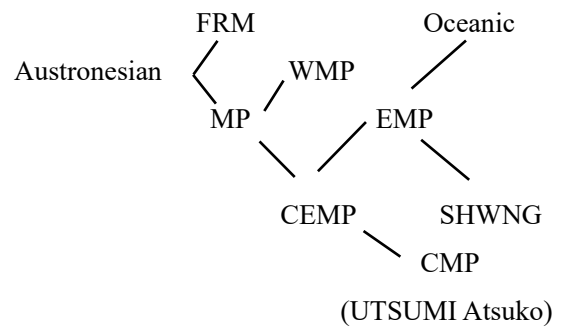 FRM Oceanic
Austronesian WMP
MP EMP
CEMP SHWNG
CMP
(UTSUMI Atsuko)